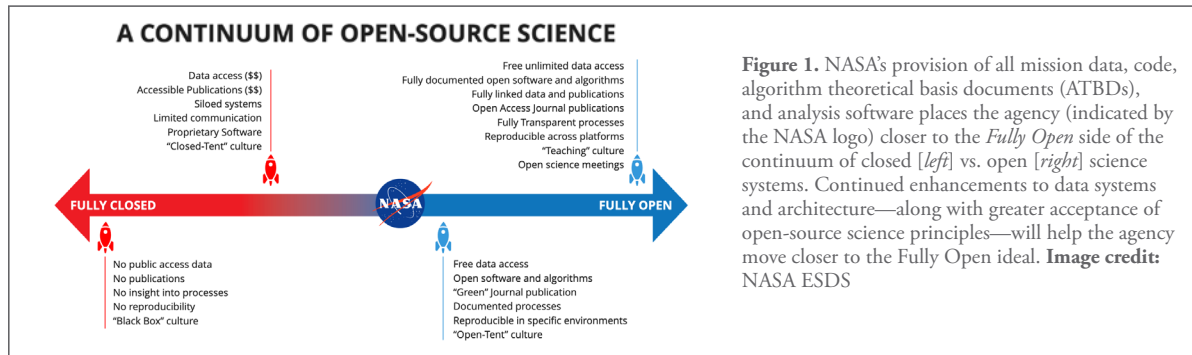 A CONTINUUM OF OPEN-SOURCE SCIENCE
Data access ($$)
Accessible Publications ($$)
Siloed systems
Limited communication
Proprietary Software
“Closed-Tent” culture
Free unlimited data access
Fully documented open software and algorithms
Fully linked data and publications
Open Access Journal publications
Fully Transparent processes
Reproducible across platforms
“Teaching” culture
Open science meetings
FULLY CLOSED
NASA
FULLY OPEN
No public access data
No publications
No insight into processes
No reproducibility
“Black Box” culture
Free data access
Open software and algorithms
“Green” Journal publication
Documented processes
Reproducible in specific environments
“Open-Tent” culture
Figure 1. NASA’s provision of all mission data, code,
algorithm theoretical basis documents (ATBDs),
and analysis software places the agency (indicated by
the NASA logo) closer to the Fully Open side of the
continuum of closed [left] vs. open [right] science
systems. Continued enhancements to data systems
and architecture—along with greater acceptance of
open-source science principles—will help the agency
move closer to the Fully Open ideal. Image credit:
NASA ESDS